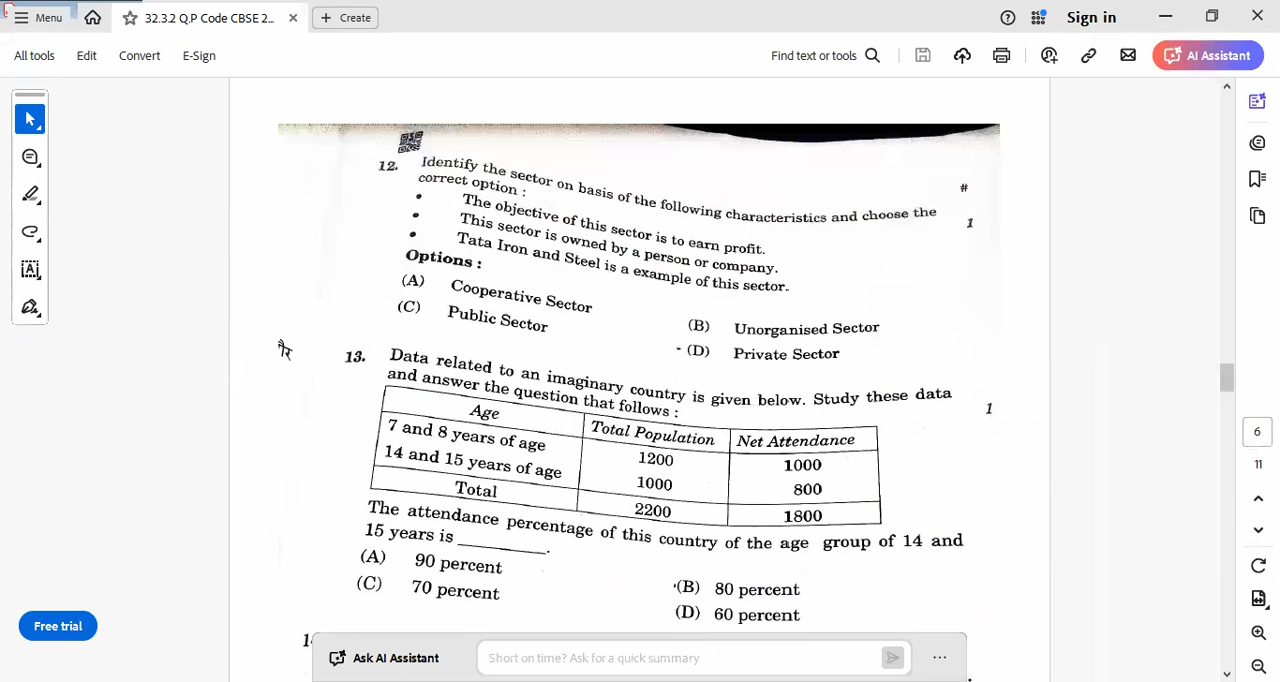 Menu
32.3.2 Q.P Code CBSE 2...
Create
Sign in
All tools
Edit
Convert
E-Sign
Find text or tools
AI Assistant
12. Identify the sector on basis of the following characteristics and choose the
correct option :
#
1
• The objective of this sector is to earn profit.
• This sector is owned by a person or company.
• Tata Iron and Steel is a example of this sector.
Options :
(A) Cooperative Sector
(B) Unorganised Sector
(C) Public Sector
(D) Private Sector
गैर
13. Data related to an imaginary country is given below. Study these data
and answer the question that follows :
1
Age Total Population Net Attendance
7 and 8 years of age 1200 1000
14 and 15 years of age 1000 800
Total 2200 1800
The attendance percentage of this country of the age group of 14 and
15 years is ________.
(A) 90 percent
(B) 80 percent
(C) 70 percent
(D) 60 percent
6
11
Free trial
Ask AI Assistant
Short on time? Ask for a quick summary